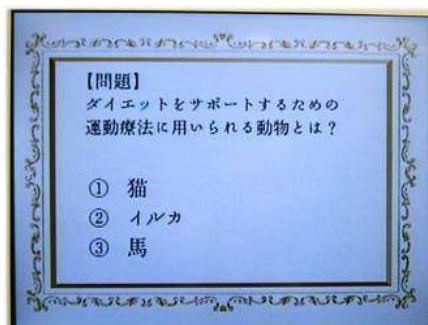 【問題】
ダイエットをサポートするための
運動療法に用いられる動物とは？
① 猫
② イルカ
③ 馬